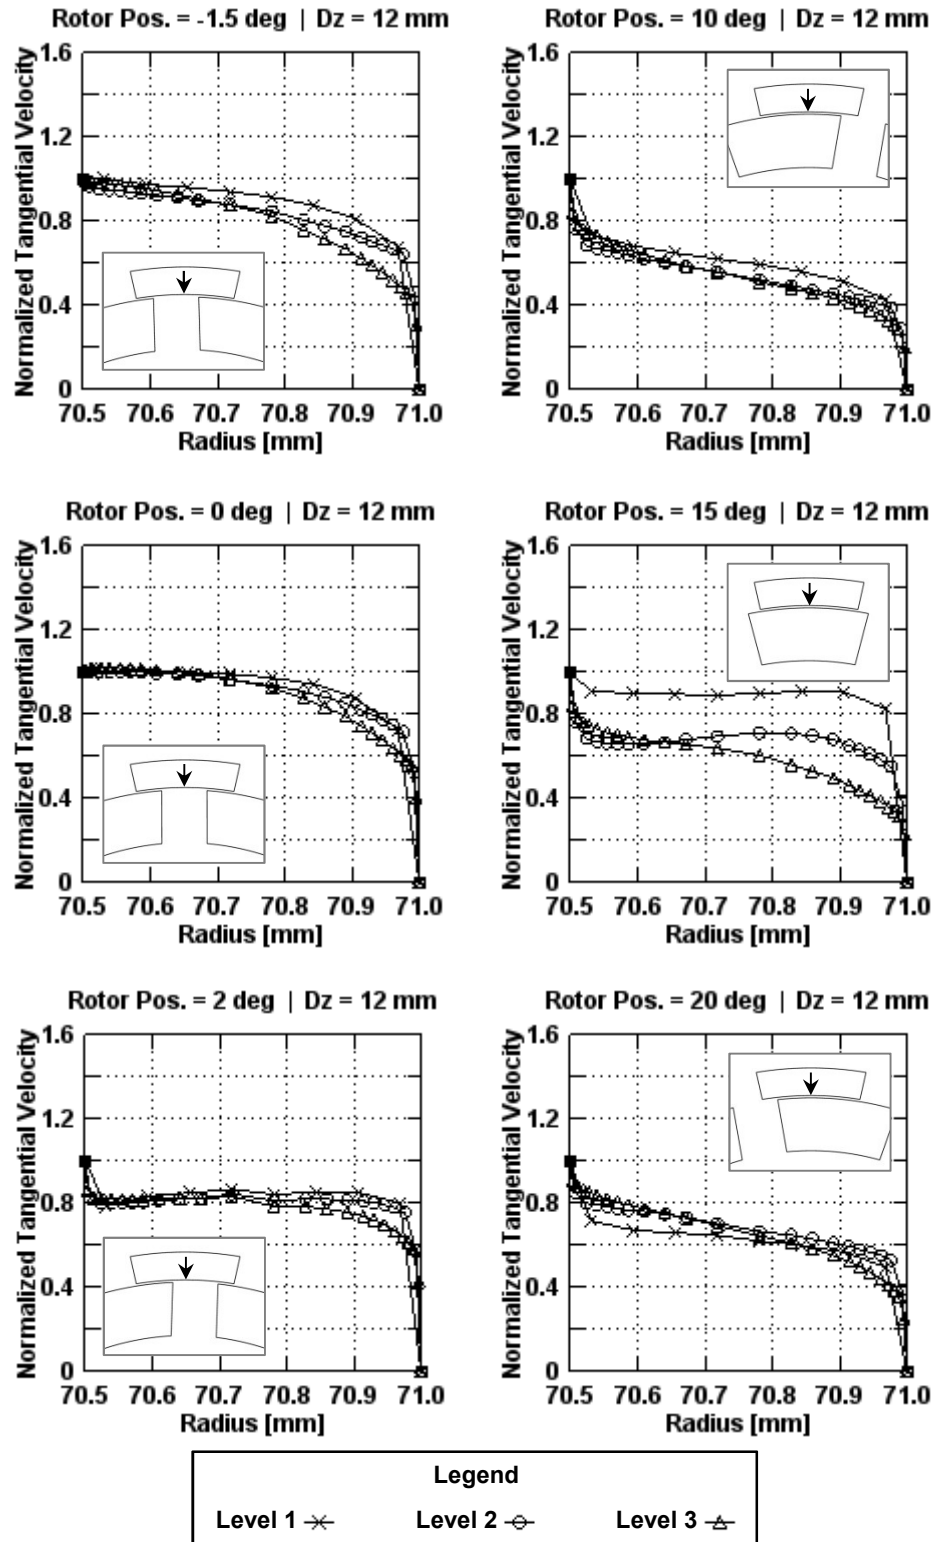 Rotor Pos. = -1.5 deg | Dz = 12 mm
Normalized Tangential Velocity
1.6
1.2
0.8
0.4
0
70.5 70.6 70.7 70.8 70.9 71.0
Radius [mm]
Rotor Pos. = 10 deg | Dz = 12 mm
Normalized Tangential Velocity
1.6
1.2
0.8
0.4
0
70.5 70.6 70.7 70.8 70.9 71.0
Radius [mm]
Rotor Pos. = 0 deg | Dz = 12 mm
Normalized Tangential Velocity
1.6
1.2
0.8
0.4
0
70.5 70.6 70.7 70.8 70.9 71.0
Radius [mm]
Rotor Pos. = 15 deg | Dz = 12 mm
Normalized Tangential Velocity
1.6
1.2
0.8
0.4
0
70.5 70.6 70.7 70.8 70.9 71.0
Radius [mm]
Rotor Pos. = 2 deg | Dz = 12 mm
Normalized Tangential Velocity
1.6
1.2
0.8
0.4
0
70.5 70.6 70.7 70.8 70.9 71.0
Radius [mm]
Rotor Pos. = 20 deg | Dz = 12 mm
Normalized Tangential Velocity
1.6
1.2
0.8
0.4
0
70.5 70.6 70.7 70.8 70.9 71.0
Radius [mm]
Legend
Level 1 Level 2 Level 3